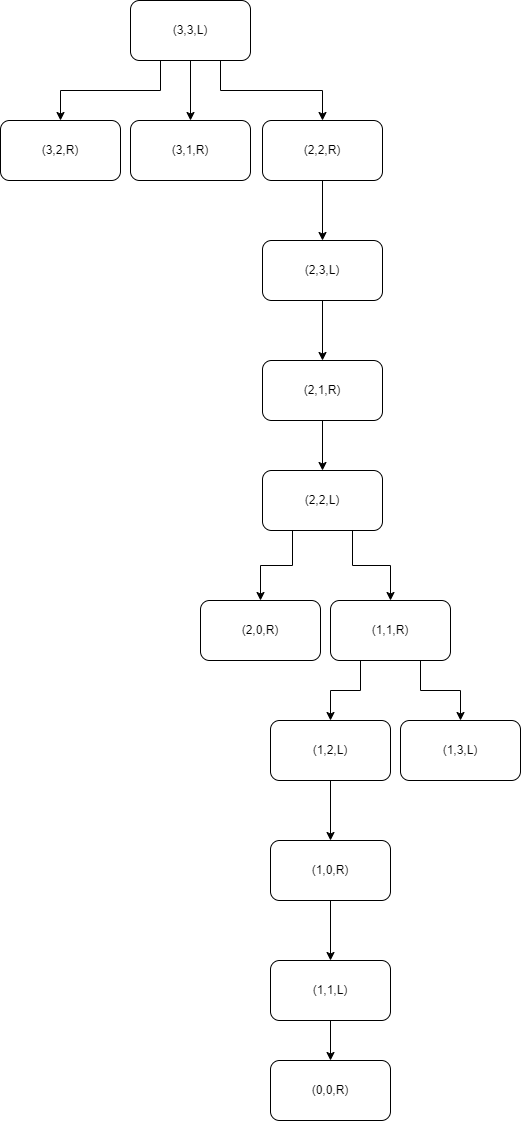 (3,3,L)
(3,2,R)
(3,1,R)
(2,2,R)
(2,3,L)
(2,1,R)
(2,2,L)
(2,0,R)
(1,1,R)
(1,2,L)
(1,3,L)
(1,0,R)
(1,1,L)
(0,0,R)